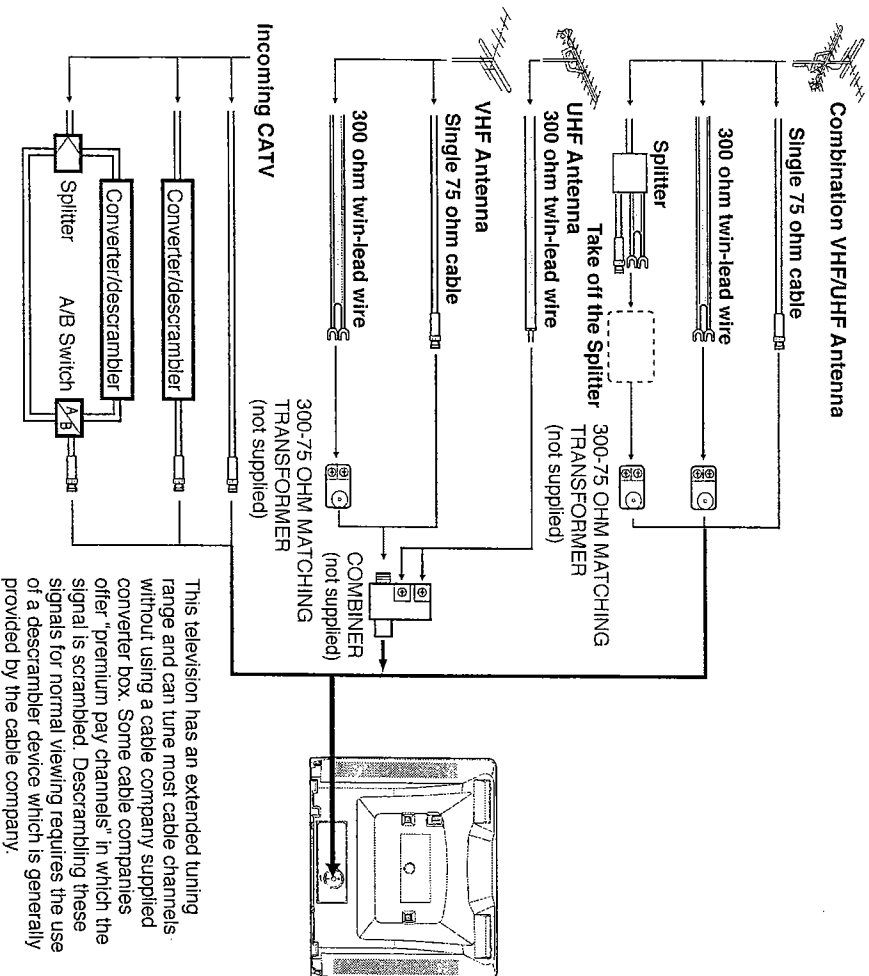 Combination VHF/UHF Antenna
Single 75 ohm cable
300 ohm twin-lead wire
Splitter
Take off the Splitter
300-75 OHM MATCHING
TRANSFORMER
(not supplied)
UHF Antenna
300 ohm twin-lead wire
VHF Antenna
Single 75 ohm cable
300 ohm twin-lead wire
COMBINER
(not supplied)
300-75 OHM MATCHING
TRANSFORMER
(not supplied)
Incoming CATV
Converter/descrambler
Converter/descrambler
Splitter
A/B Switch
A/B
This television has an extended tuning
range and can tune most cable channels
without using a cable company supplied
converter box. Some cable companies
offer "premium pay channels" in which the
signal is scrambled. Descrambling these
signals for normal viewing requires the use
of a descrambler device which is generally
provided by the cable company.